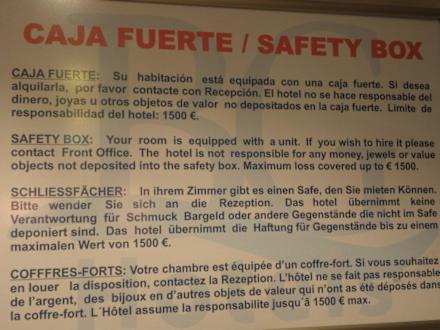 CAJA FUERTE / SAFETY BOX
CAJA FUERTE: Su habitación está equipada con una caja fuerte. Si desea
alquilarla, por favor contacte con Recepción. El hotel no se hace responsable del
dinero, joyas u otros objetos de valor no depositados en la caja fuerte. Limite de
responsabilidad del hotel: 1500 €.
SAFETY BOX: Your room is equipped with a unit. If you wish to hire it please
contact Front Office. The hotel is not responsible for any money, jewels or value
objects not deposited into the safety box. Maximum loss covered up to € 1500.
SCHLIESSFÄCHER: In ihrem Zimmer gibt es einen Safe, den Sie mieten Können.
Bitte wender Sie sich an die Rezeption. Das hotel übernimmt keine
Verantwortung für Schmuck Bargeld oder andere Gegenstände die nicht im Safe
deponiert sind. Das hotel übernimmt die Haftung für Gegenstände bis zu einem
maximalen Wert von 1500 €.
COFFFRES-FORTS: Votre chambre est équipée d'un coffre-fort. Si vous souhaitez
en louer la disposition, contactez la Rezeption. L'hôtel ne se fait pas responsable
de l'argent, des bijoux en d'autres objets de valeur qui n'ont as été déposés dans
la coffre-fort. L'Hôtel assume la responsabilite jusqu'á 1500 € max.
Hotels